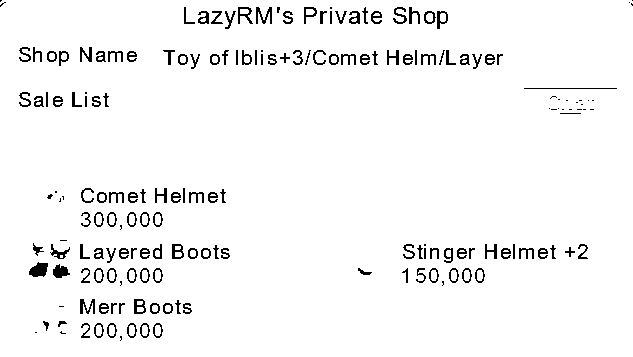 LazyRM's Private Shop
Shop Name Toy of Iblis+3/Comet Helm/Layer
Sale List
Comet Helmet
300,000
Layered Boots
200,000
Stinger Helmet +2
150,000
Merr Boots
200,000